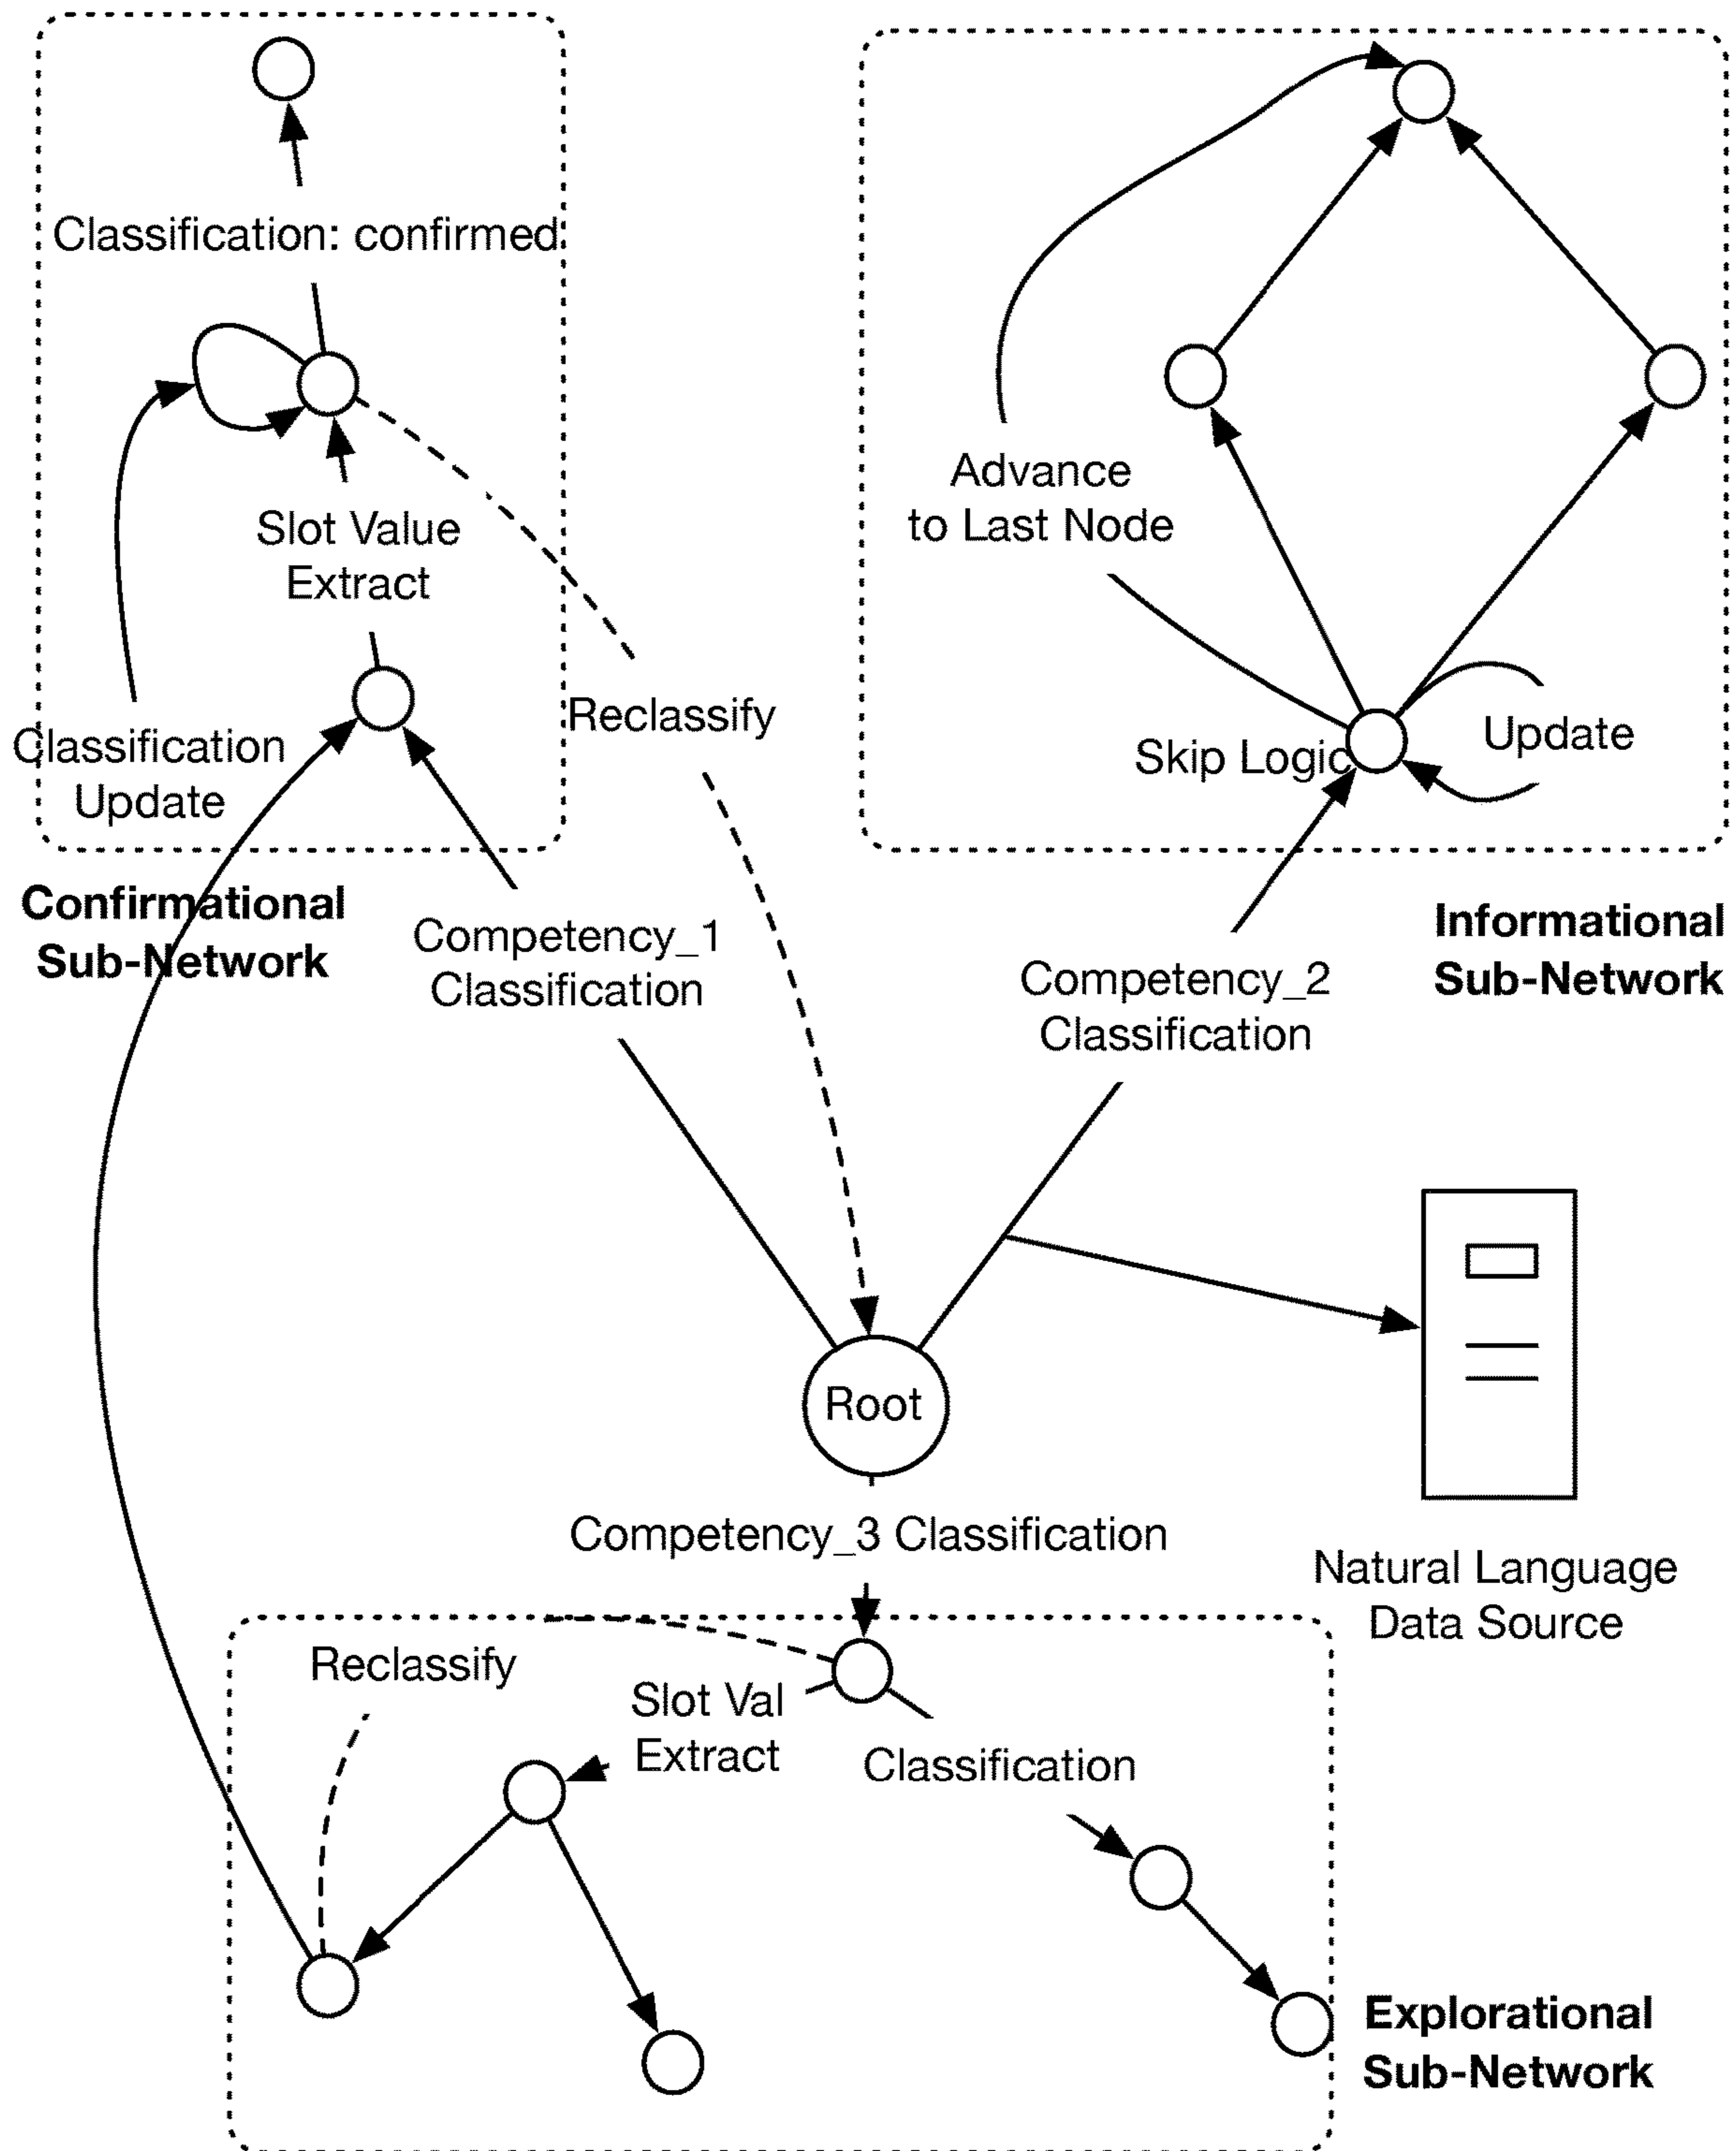 Classification: confirmed
Slot Value
Extract
Classification
Update
Reclassify
Confirmational
Sub-Network
Advance
to Last Node
Skip Logic
Update
Informational
Sub-Network
Competency_1
Classification
Competency_2
Classification
Root
Natural Language
Data Source
Competency_3 Classification
Reclassify
Slot Val
Extract
Classification
Explorational
Sub-Network